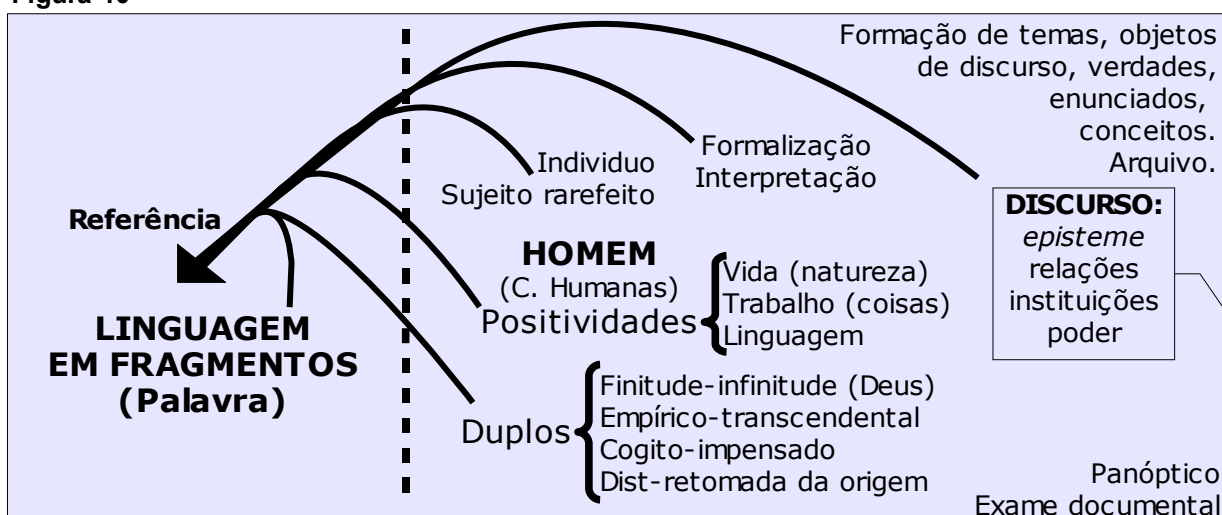 Formação de temas, objetos
de discurso, verdades,
enunciados,
conceitos.
Arquivo.
Formalização
Interpretação
Individuo
Sujeito rarefeito
Referência
DISCURSO:
episteme
relações
instituições
poder
HOMEM
(C. Humanas)
Positividades
Vida (natureza)
Trabalho (coisas)
Linguagem
LINGUAGEM
EM FRAGMENTOS
(Palavra)
Duplos
Finitude-infinitude (Deus)
Empírico-transcendental
Cogito-impensado
Dist-retomada da origem
Panóptico
Exame documental